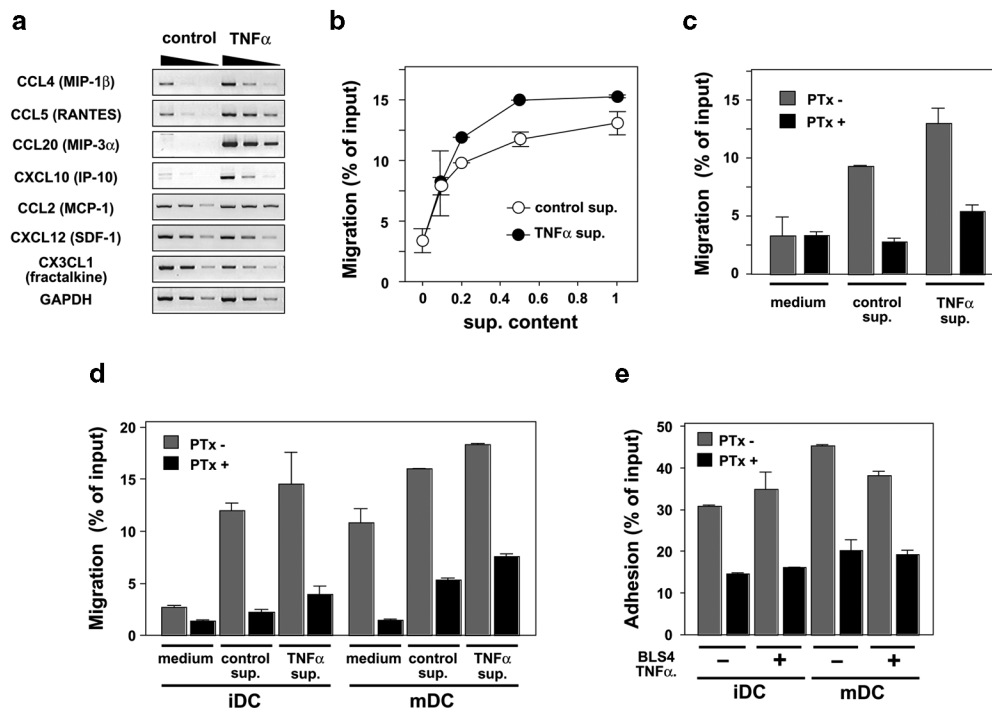 a
control TNFα
CCL4 (MIP-1β)
CCL5 (RANTES)
CCL20 (MIP-3α)
CXCL10 (IP-10)
CCL2 (MCP-1)
CXCL12 (SDF-1)
CX3CL1
(fractalkine)
GAPDH
b
Migration (% of input)
15
10
5
0
control sup.
TNFα sup.
0 0.2 0.4 0.6 0.8 1
sup. content
c
Migration (% of input)
15
10
5
0
PTx -
PTx +
medium control TNFα
sup. sup.
d
Migration (% of input)
20
15
10
5
0
PTx -
PTx +
medium control TNFα medium control TNFα
sup. sup. sup. sup.
iDC mDC
e
Adhesion (% of input)
50
40
30
20
10
0
PTx -
PTx +
BLS4 − + − +
TNFα.
iDC mDC